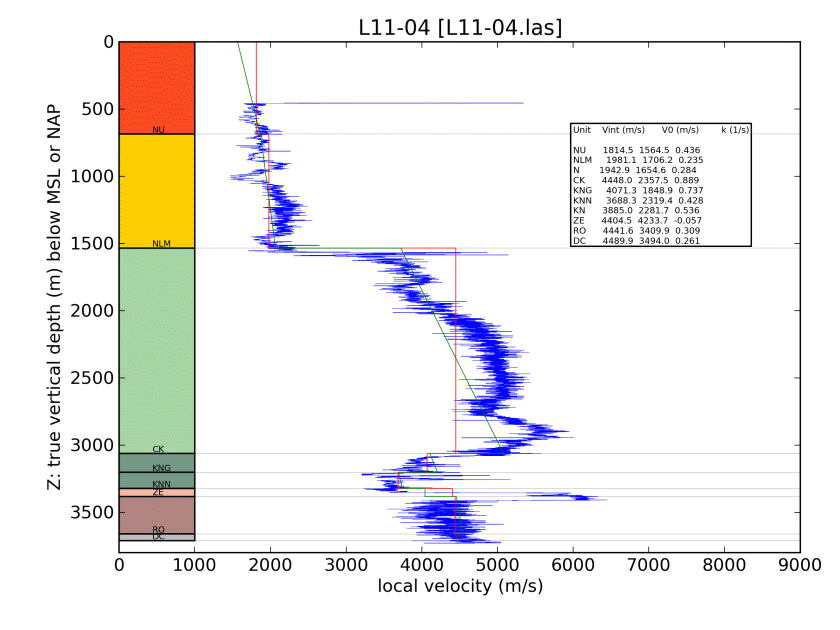 L11-04 [L11-04.las]
Z: true vertical depth (m) below MSL or NAP
0
500
1000
1500
2000
2500
3000
3500
NU
NLM
CK
KNG
KNN
ZE
RO
DC
Unit Vint (m/s) V0 (m/s) k (1/s)
NU 1814.5 1564.5 0.436
NLM 1981.1 1706.2 0.235
N 1942.9 1654.6 0.284
CK 4448.0 2357.5 0.889
KNG 4071.3 1848.9 0.737
KNN 3688.3 2319.4 0.428
KN 3885.0 2281.7 0.536
ZE 4404.5 4233.7 -0.057
RO 4441.6 3409.9 0.309
DC 4489.9 3494.0 0.261
0 1000 2000 3000 4000 5000 6000 7000 8000 9000
local velocity (m/s)